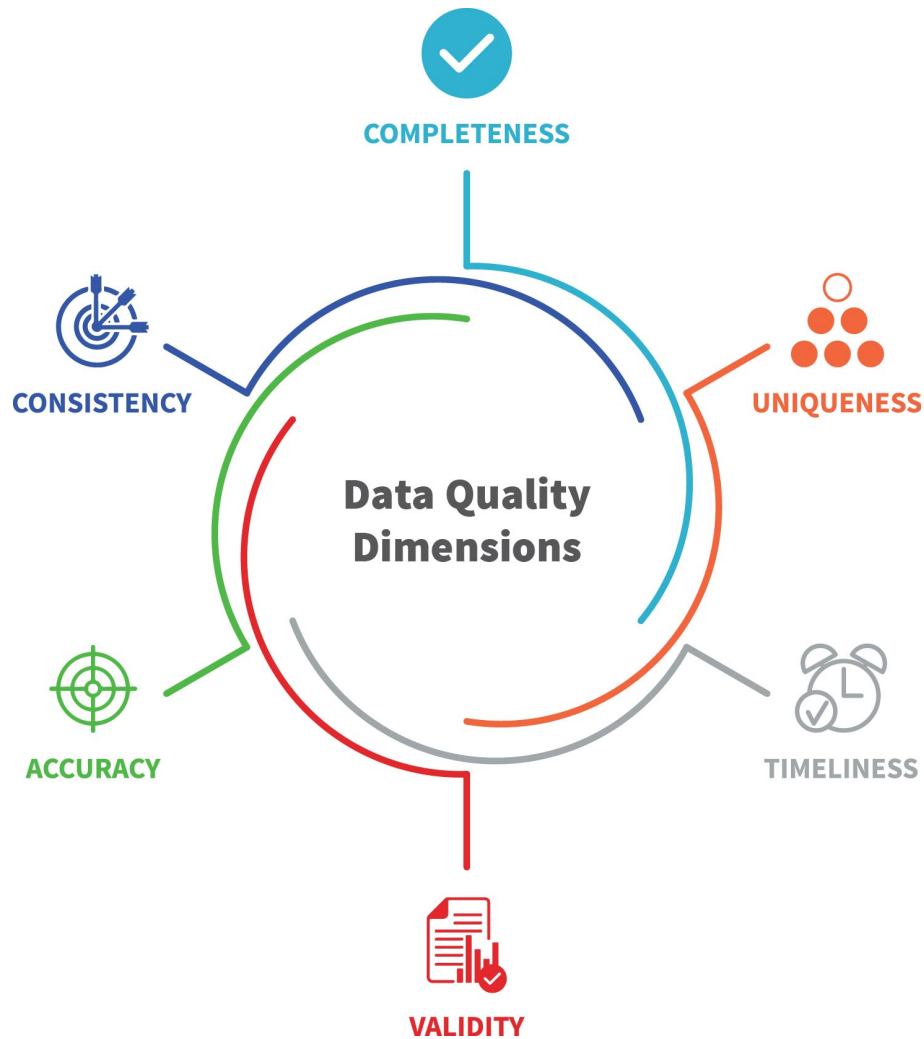 COMPLETENESS
CONSISTENCY
UNIQUENESS
Data Quality
Dimensions
ACCURACY
TIMELINESS
VALIDITY